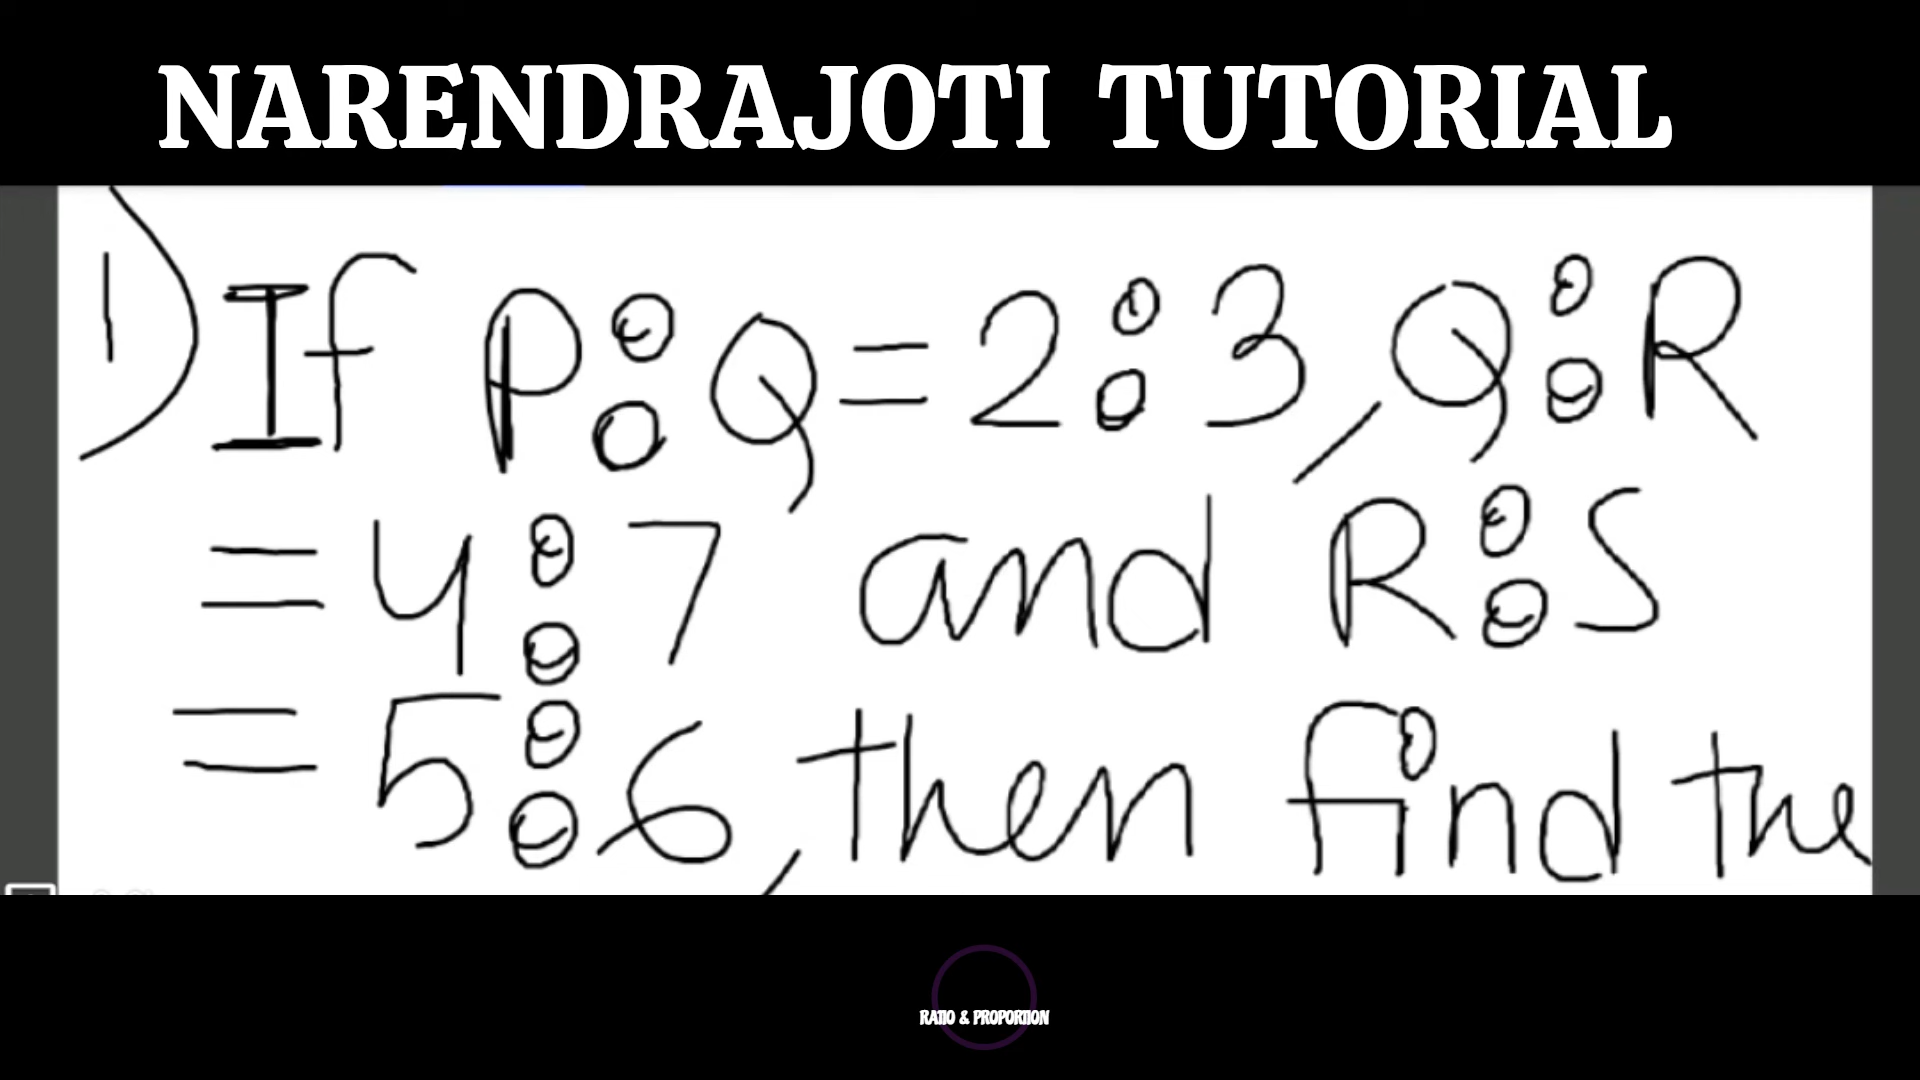 NARENDRAJOTI TUTORIAL
1) If P:Q=2:3, Q:R
=4:7 and R:S
=5:6, then find the
RATIO & PROPORTION